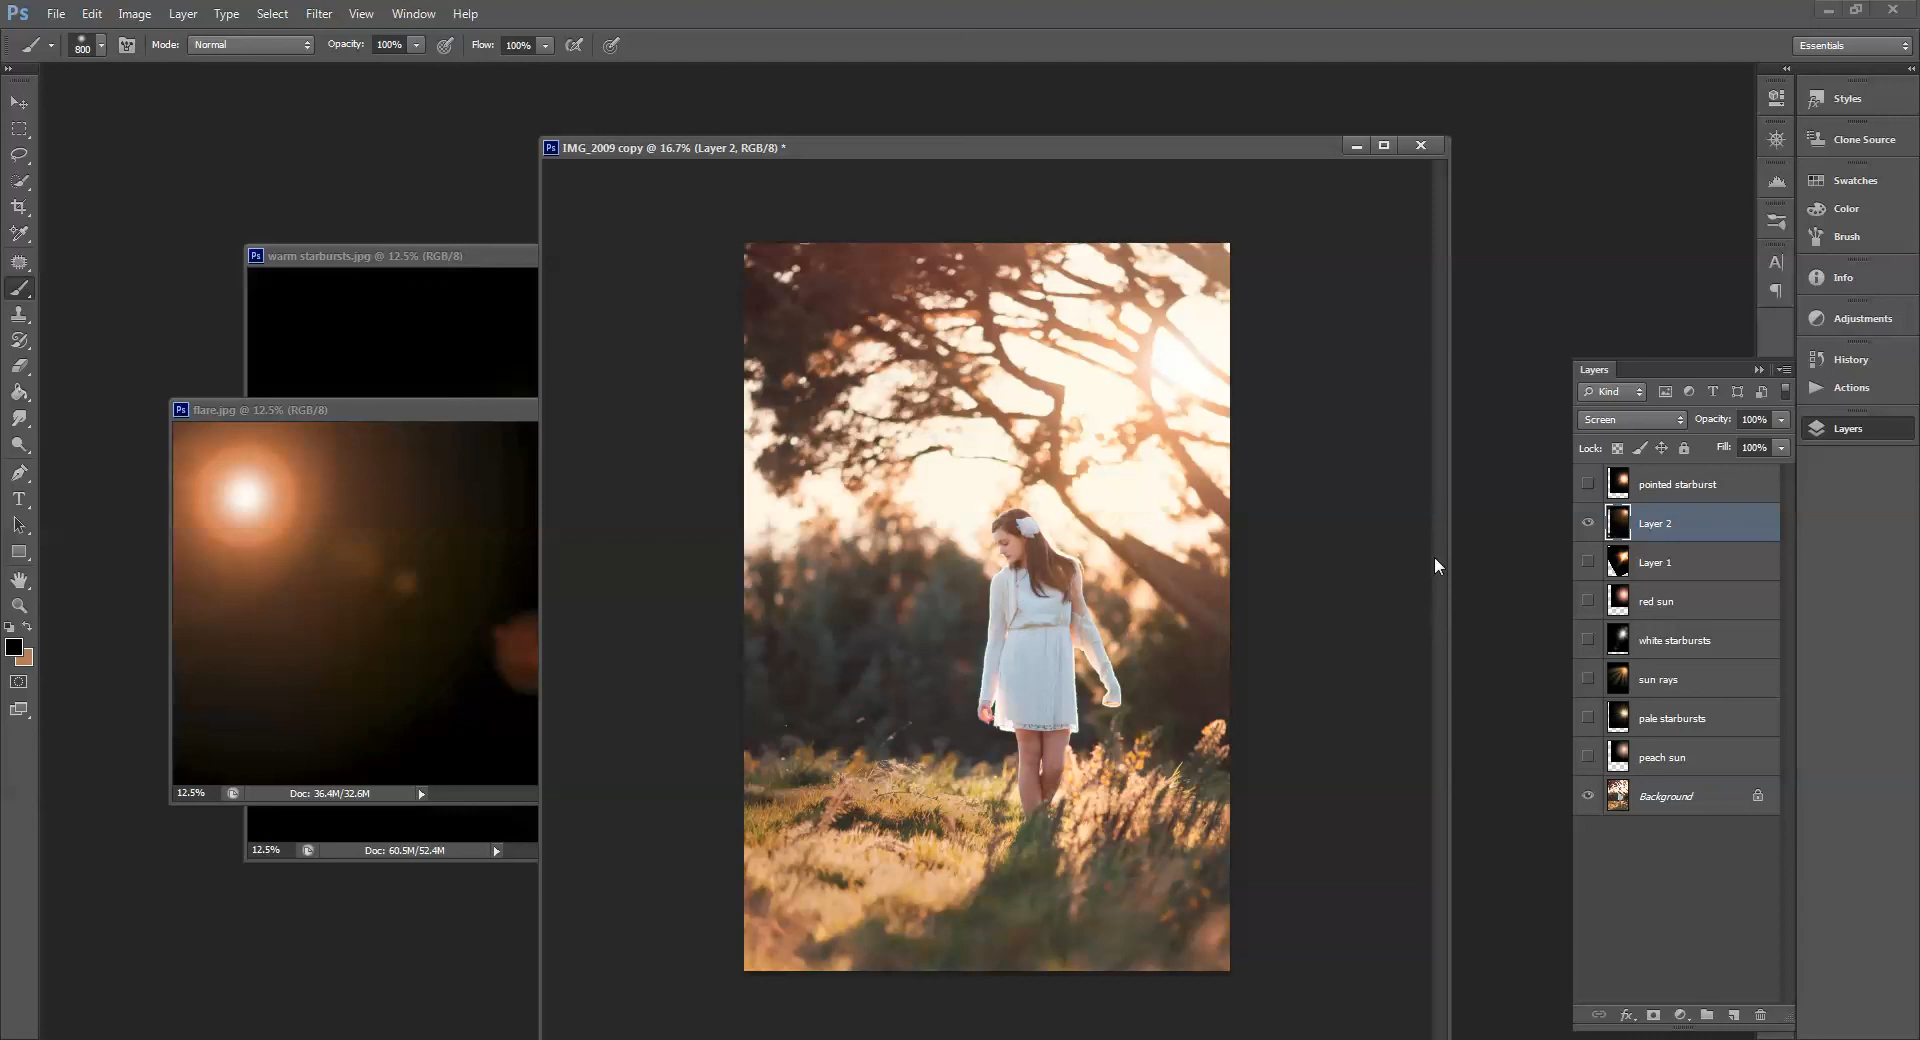 Ps File Edit Image Layer Type Select Filter View Window Help
800 Mode: Normal Opacity: 100% Flow: 100% Essentials
Styles
Clone Source
Swatches
Color
Brush
Info
Adjustments
History
Actions
Layers
Ps IMG_2009 copy @ 16.7% (Layer 2, RGB/8) *
Ps warm starbursts.jpg @ 12.5% (RGB/8)
Ps flare.jpg @ 12.5% (RGB/8)
12.5% Doc: 36.4M/32.6M
12.5% Doc: 60.5M/52.4M
Layers
Kind
Screen Opacity: 100%
Lock: Fill: 100%
pointed starburst
Layer 2
Layer 1
red sun
white starbursts
sun rays
pale starbursts
peach sun
Background